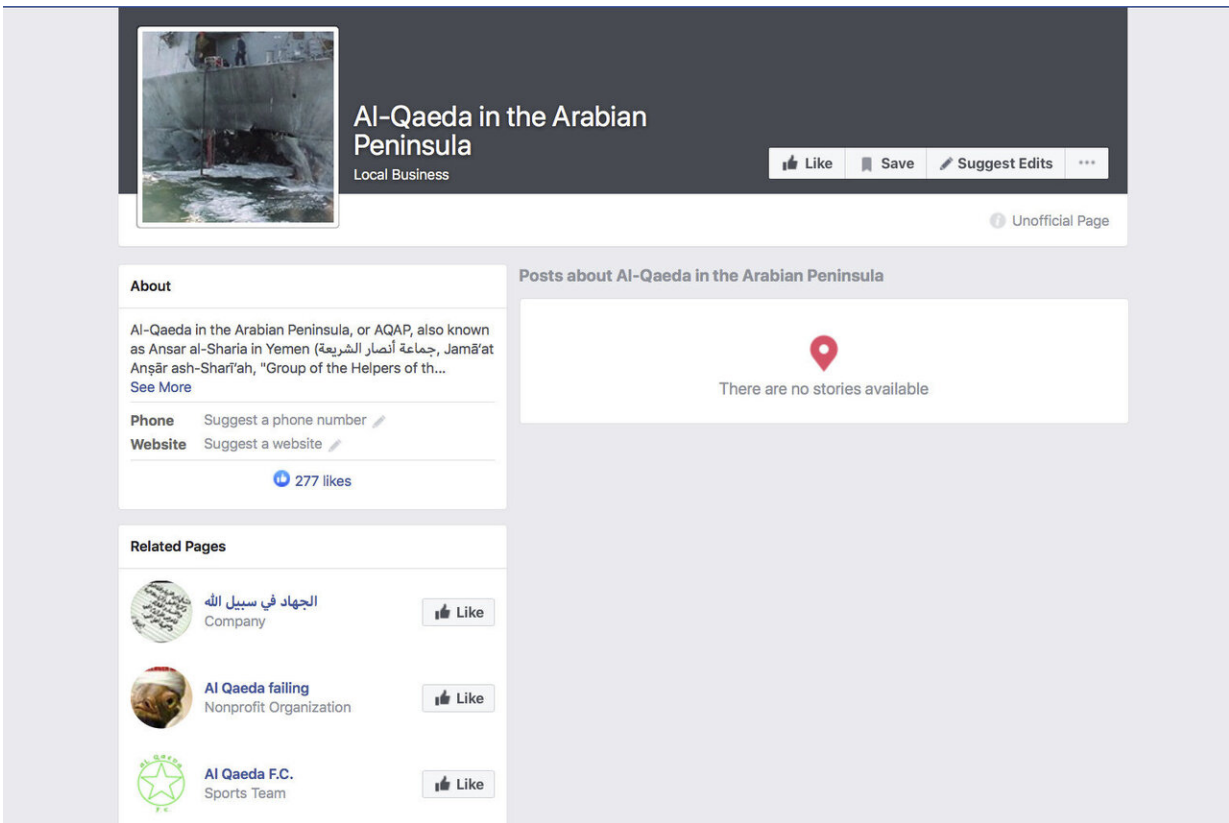 Al-Qaeda in the Arabian
Peninsula
Local Business
Like
Save
Suggest Edits
Unofficial Page
About
Al-Qaeda in the Arabian Peninsula, or AQAP, also known
as Ansar al-Sharia in Yemen (جماعة أنصار الشريعة, Jamā‘at
Anṣār ash-Sharī‘ah, "Group of the Helpers of th...
See More
Phone Suggest a phone number
Website Suggest a website
277 likes
Posts about Al-Qaeda in the Arabian Peninsula
There are no stories available
Related Pages
الجهاد في سبيل الله
Company
Like
Al Qaeda failing
Nonprofit Organization
Like
AL QAEDA
F.C.
Al Qaeda F.C.
Sports Team
Like